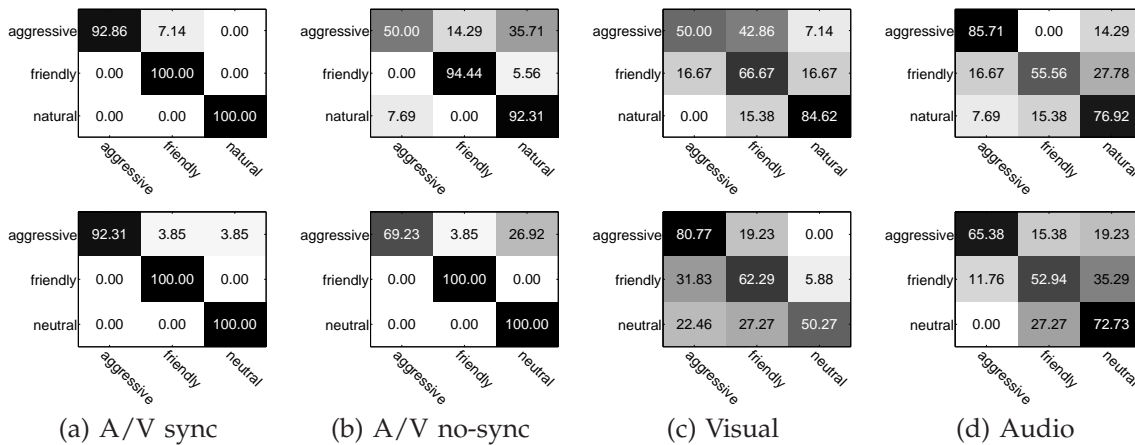 aggressive 92.86 7.14 0.00 aggressive 50.00 14.29 35.71 aggressive 50.00 42.86 7.14 aggressive 85.71 0.00 14.29
friendly 0.00 100.00 0.00 friendly 0.00 94.44 5.56 friendly 16.67 66.67 16.67 friendly 16.67 55.56 27.78
natural 0.00 0.00 100.00 natural 7.69 0.00 92.31 natural 0.00 15.38 84.62 natural 7.69 15.38 76.92
aggressive friendly natural aggressive friendly natural aggressive friendly natural aggressive friendly natural
aggressive 92.31 3.85 3.85 aggressive 69.23 3.85 26.92 aggressive 80.77 19.23 0.00 aggressive 65.38 15.38 19.23
friendly 0.00 100.00 0.00 friendly 0.00 100.00 0.00 friendly 31.83 62.29 5.88 friendly 11.76 52.94 35.29
neutral 0.00 0.00 100.00 neutral 0.00 0.00 100.00 neutral 22.46 27.27 50.27 neutral 0.00 27.27 72.73
aggressive friendly neutral aggressive friendly neutral aggressive friendly neutral aggressive friendly neutral
(a) A/V sync (b) A/V no-sync (c) Visual (d) Audio